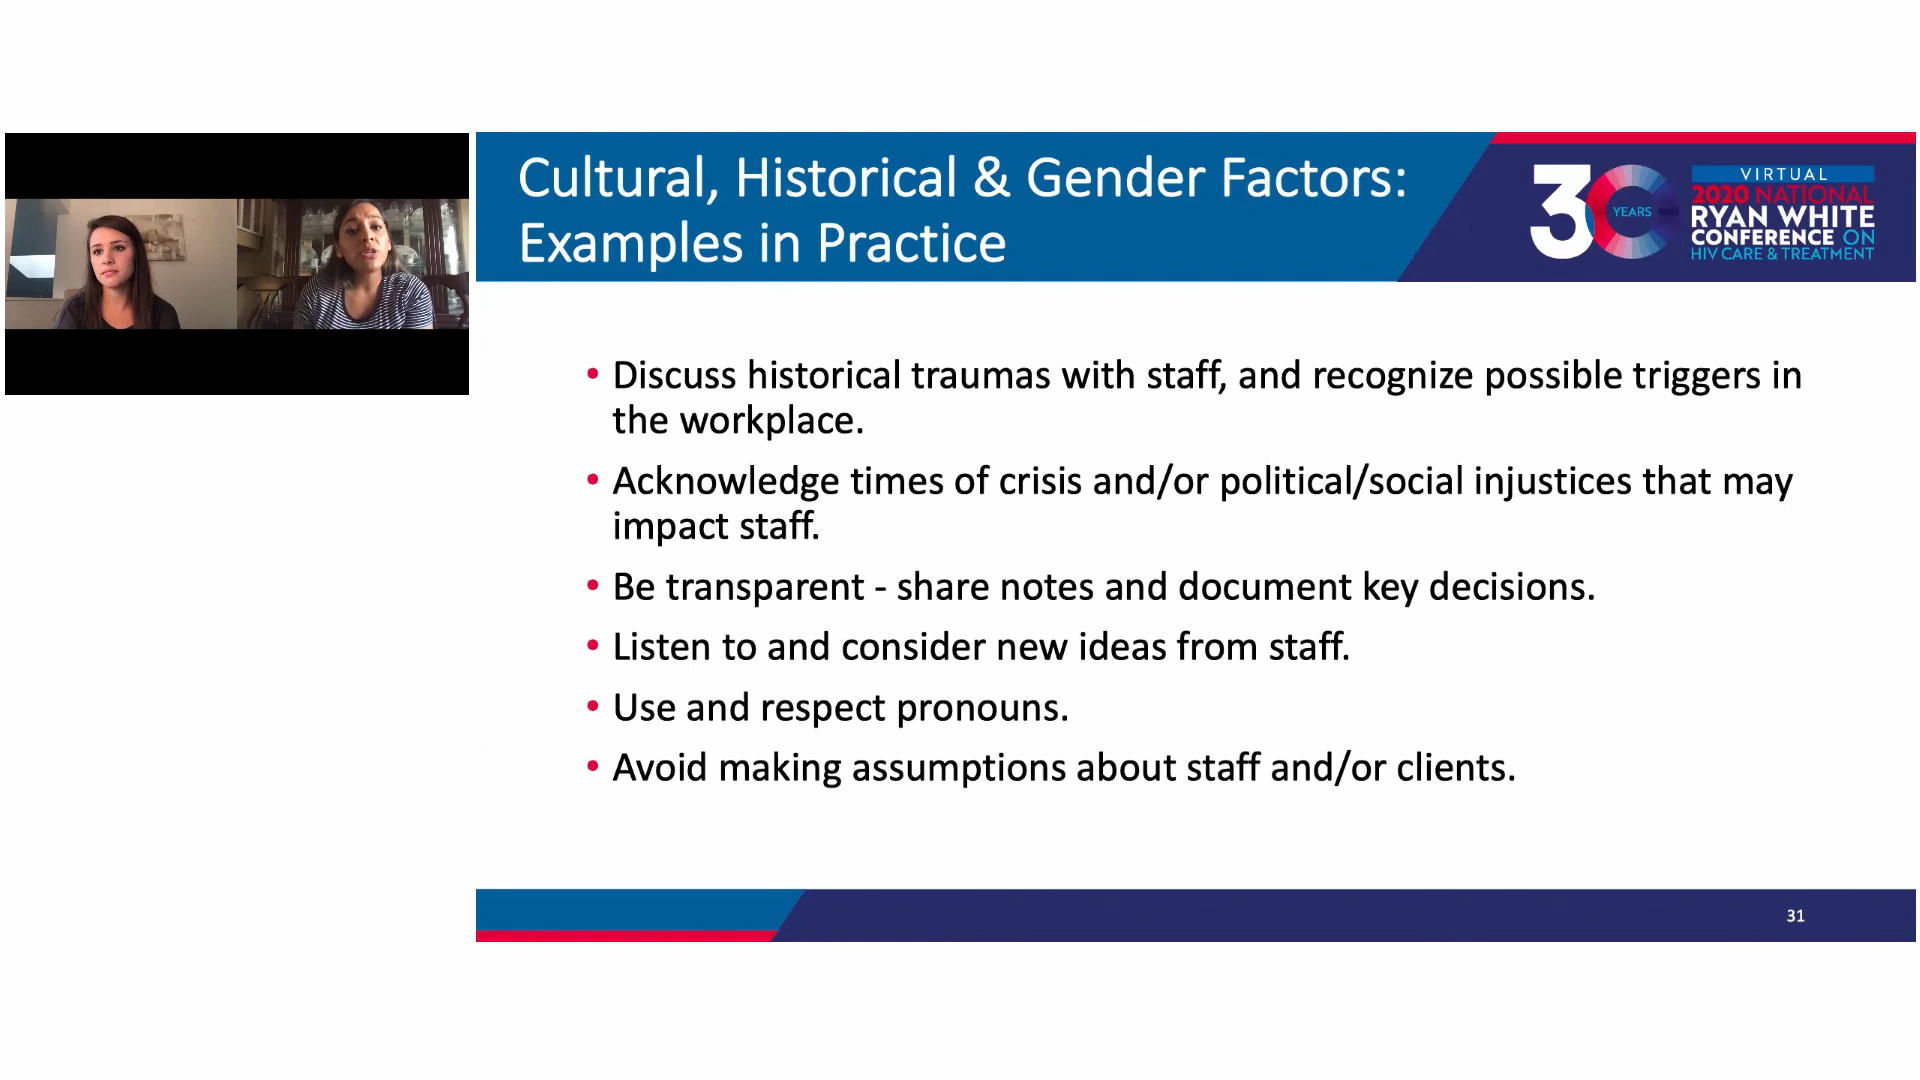 Cultural, Historical & Gender Factors:
Examples in Practice
30
YEARS
VIRTUAL
2020 NATIONAL
RYAN WHITE
CONFERENCE ON
HIV CARE & TREATMENT
• Discuss historical traumas with staff, and recognize possible triggers in
the workplace.
• Acknowledge times of crisis and/or political/social injustices that may
impact staff.
• Be transparent - share notes and document key decisions.
• Listen to and consider new ideas from staff.
• Use and respect pronouns.
• Avoid making assumptions about staff and/or clients.
31